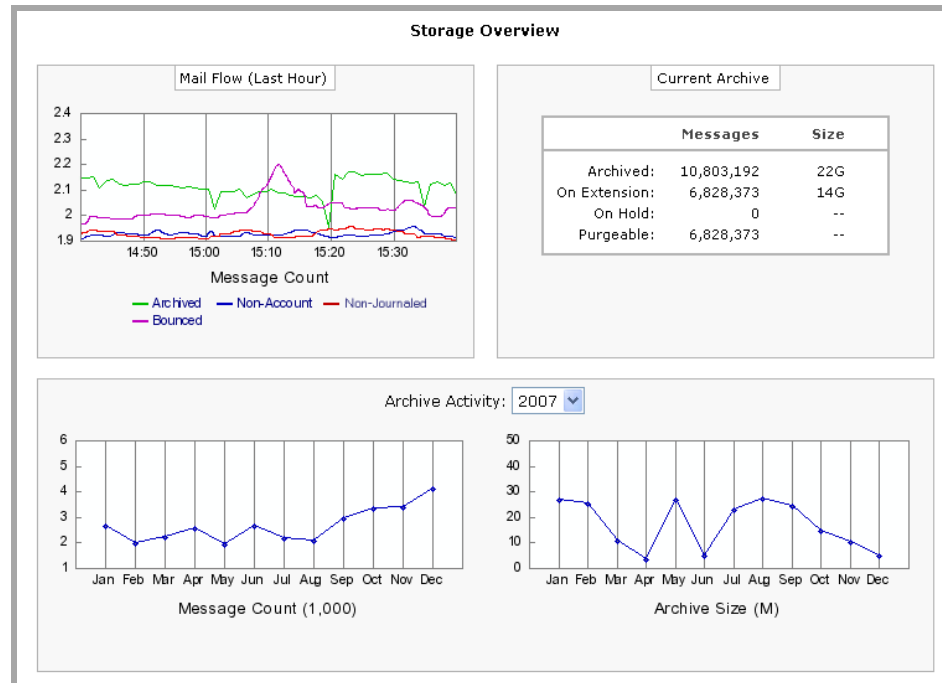 Storage Overview
Mail Flow (Last Hour)
2.4
2.3
2.2
2.1
2
1.9
14:50 15:00 15:10 15:20 15:30
Message Count
Archived Non-Account Non-Journaled
Bounced
Current Archive
Messages Size
Archived: 10,803,192 22G
On Extension: 6,828,373 14G
On Hold: 0 --
Purgeable: 6,828,373 --
Archive Activity: 2007
6
5
4
3
2
1
Jan Feb Mar Apr May Jun Jul Aug Sep Oct Nov Dec
Message Count (1,000)
50
40
30
20
10
0
Jan Feb Mar Apr May Jun Jul Aug Sep Oct Nov Dec
Archive Size (M)